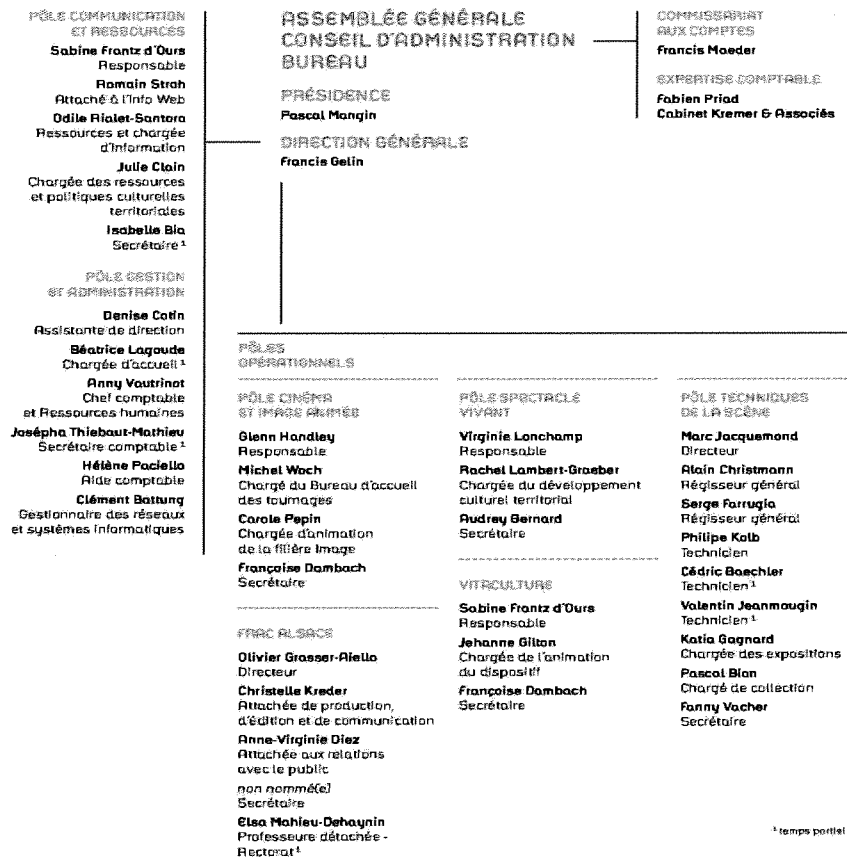 PÔLE COMMUNICATION
ET RESSOURCES
Sabine Frantz d'Ours
Responsable
Romain Stroh
Attaché à l'Info Web
Odile Rialet-Santoro
Ressources et chargée
d'Information
Julie Clain
Chargée des ressources
et politiques culturelles
territoriales
Isabelle Bia
Secrétaire ¹
PÔLE GESTION
ET ADMINISTRATION
Denise Cotin
Assistante de direction
Béatrice Lagoude
Chargée d'accueil ¹
Anny Vautrinot
Chef comptable
et Ressources humaines
Josépha Thiebaut-Mathieu
Secrétaire comptable ¹
Hélène Paciello
Aide comptable
Clément Battung
Gestionnaire des réseaux
et systèmes informatiques
ASSEMBLÉE GÉNÉRALE
CONSEIL D'ADMINISTRATION
BUREAU
PRÉSIDENCE
Pascal Mangin
DIRECTION GÉNÉRALE
Francis Gelin
COMMISSARIAT
AUX COMPTES
Francis Maeder
EXPERTISE COMPTABLE
Fabien Priad
Cabinet Kremer & Associés
PÔLES
OPÉRATIONNELS
PÔLE CINÉMA
ET IMAGE ANIMÉE
Glenn Handley
Responsable
Michel Woch
Chargé du Bureau d'accueil
des tournages
Carole Pepin
Chargée d'animation
de la filière Image
Françoise Dambach
Secrétaire
FRAC ALSACE
Olivier Grasser-Aiello
Directeur
Christelle Kreder
Attachée de production,
d'édition et de communication
Anne-Virginie Diez
Attachée aux relations
avec le public
non nommé(e)
Secrétaire
Elsa Mahieu-Dehaynin
Professeure détachée -
Rectorat ¹
PÔLE SPECTACLE
VIVANT
Virginie Lonchamp
Responsable
Rachel Lambert-Graeber
Chargée du développement
culturel territorial
Audrey Bernard
Secrétaire
VITACULTURE
Sabine Frantz d'Ours
Responsable
Jehanne Gilton
Chargée de l'animation
du dispositif
Françoise Dambach
Secrétaire
PÔLE TECHNIQUES
DE LA SCÈNE
Marc Jacquemond
Directeur
Alain Christmann
Régisseur général
Serge Farrugia
Régisseur général
Philipe Kolb
Technicien
Cédric Baechler
Technicien ¹
Valentin Jeanmougin
Technicien ¹
Katia Gagnard
Chargée des expositions
Pascal Bian
Chargé de collection
Fanny Vacher
Secrétaire
¹ temps partiel